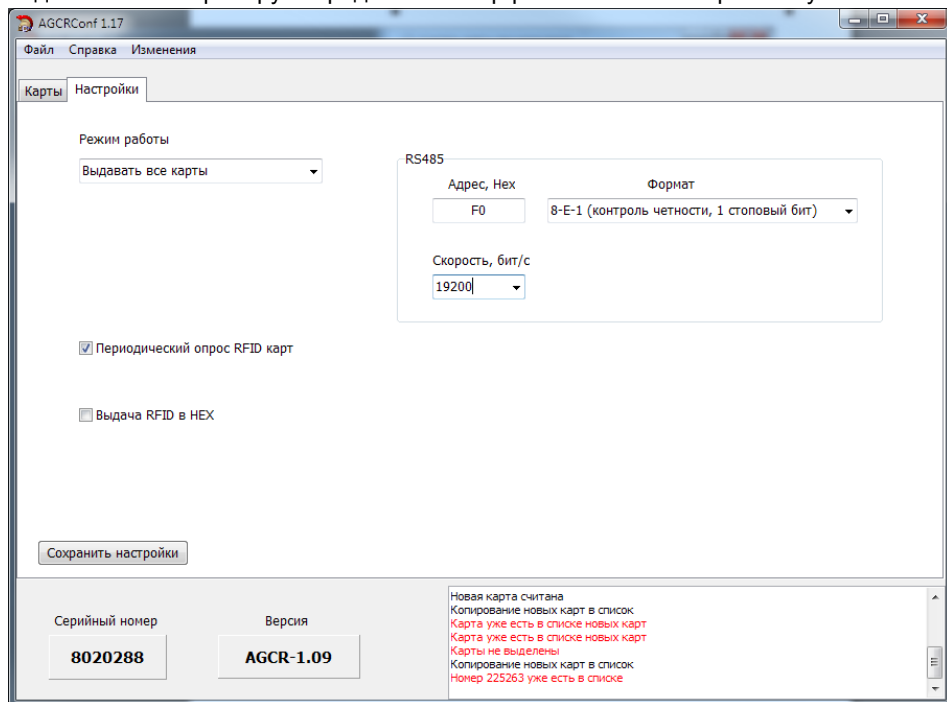 AGCRConf 1.17
Файл Справка Изменения
Карты Настройки
Режим работы
Выдавать все карты
RS485
Адрес, Hex Формат
F0 8-E-1 (контроль четности, 1 стоповый бит)
Скорость, бит/с
19200
Периодический опрос RFID карт
Выдача RFID в HEX
Сохранить настройки
Серийный номер Версия
8020288 AGCR-1.09
Новая карта считана
Копирование новых карт в список
Карта уже есть в списке новых карт
Карта уже есть в списке новых карт
Карты не выделены
Копирование новых карт в список
Номер 225263 уже есть в списке